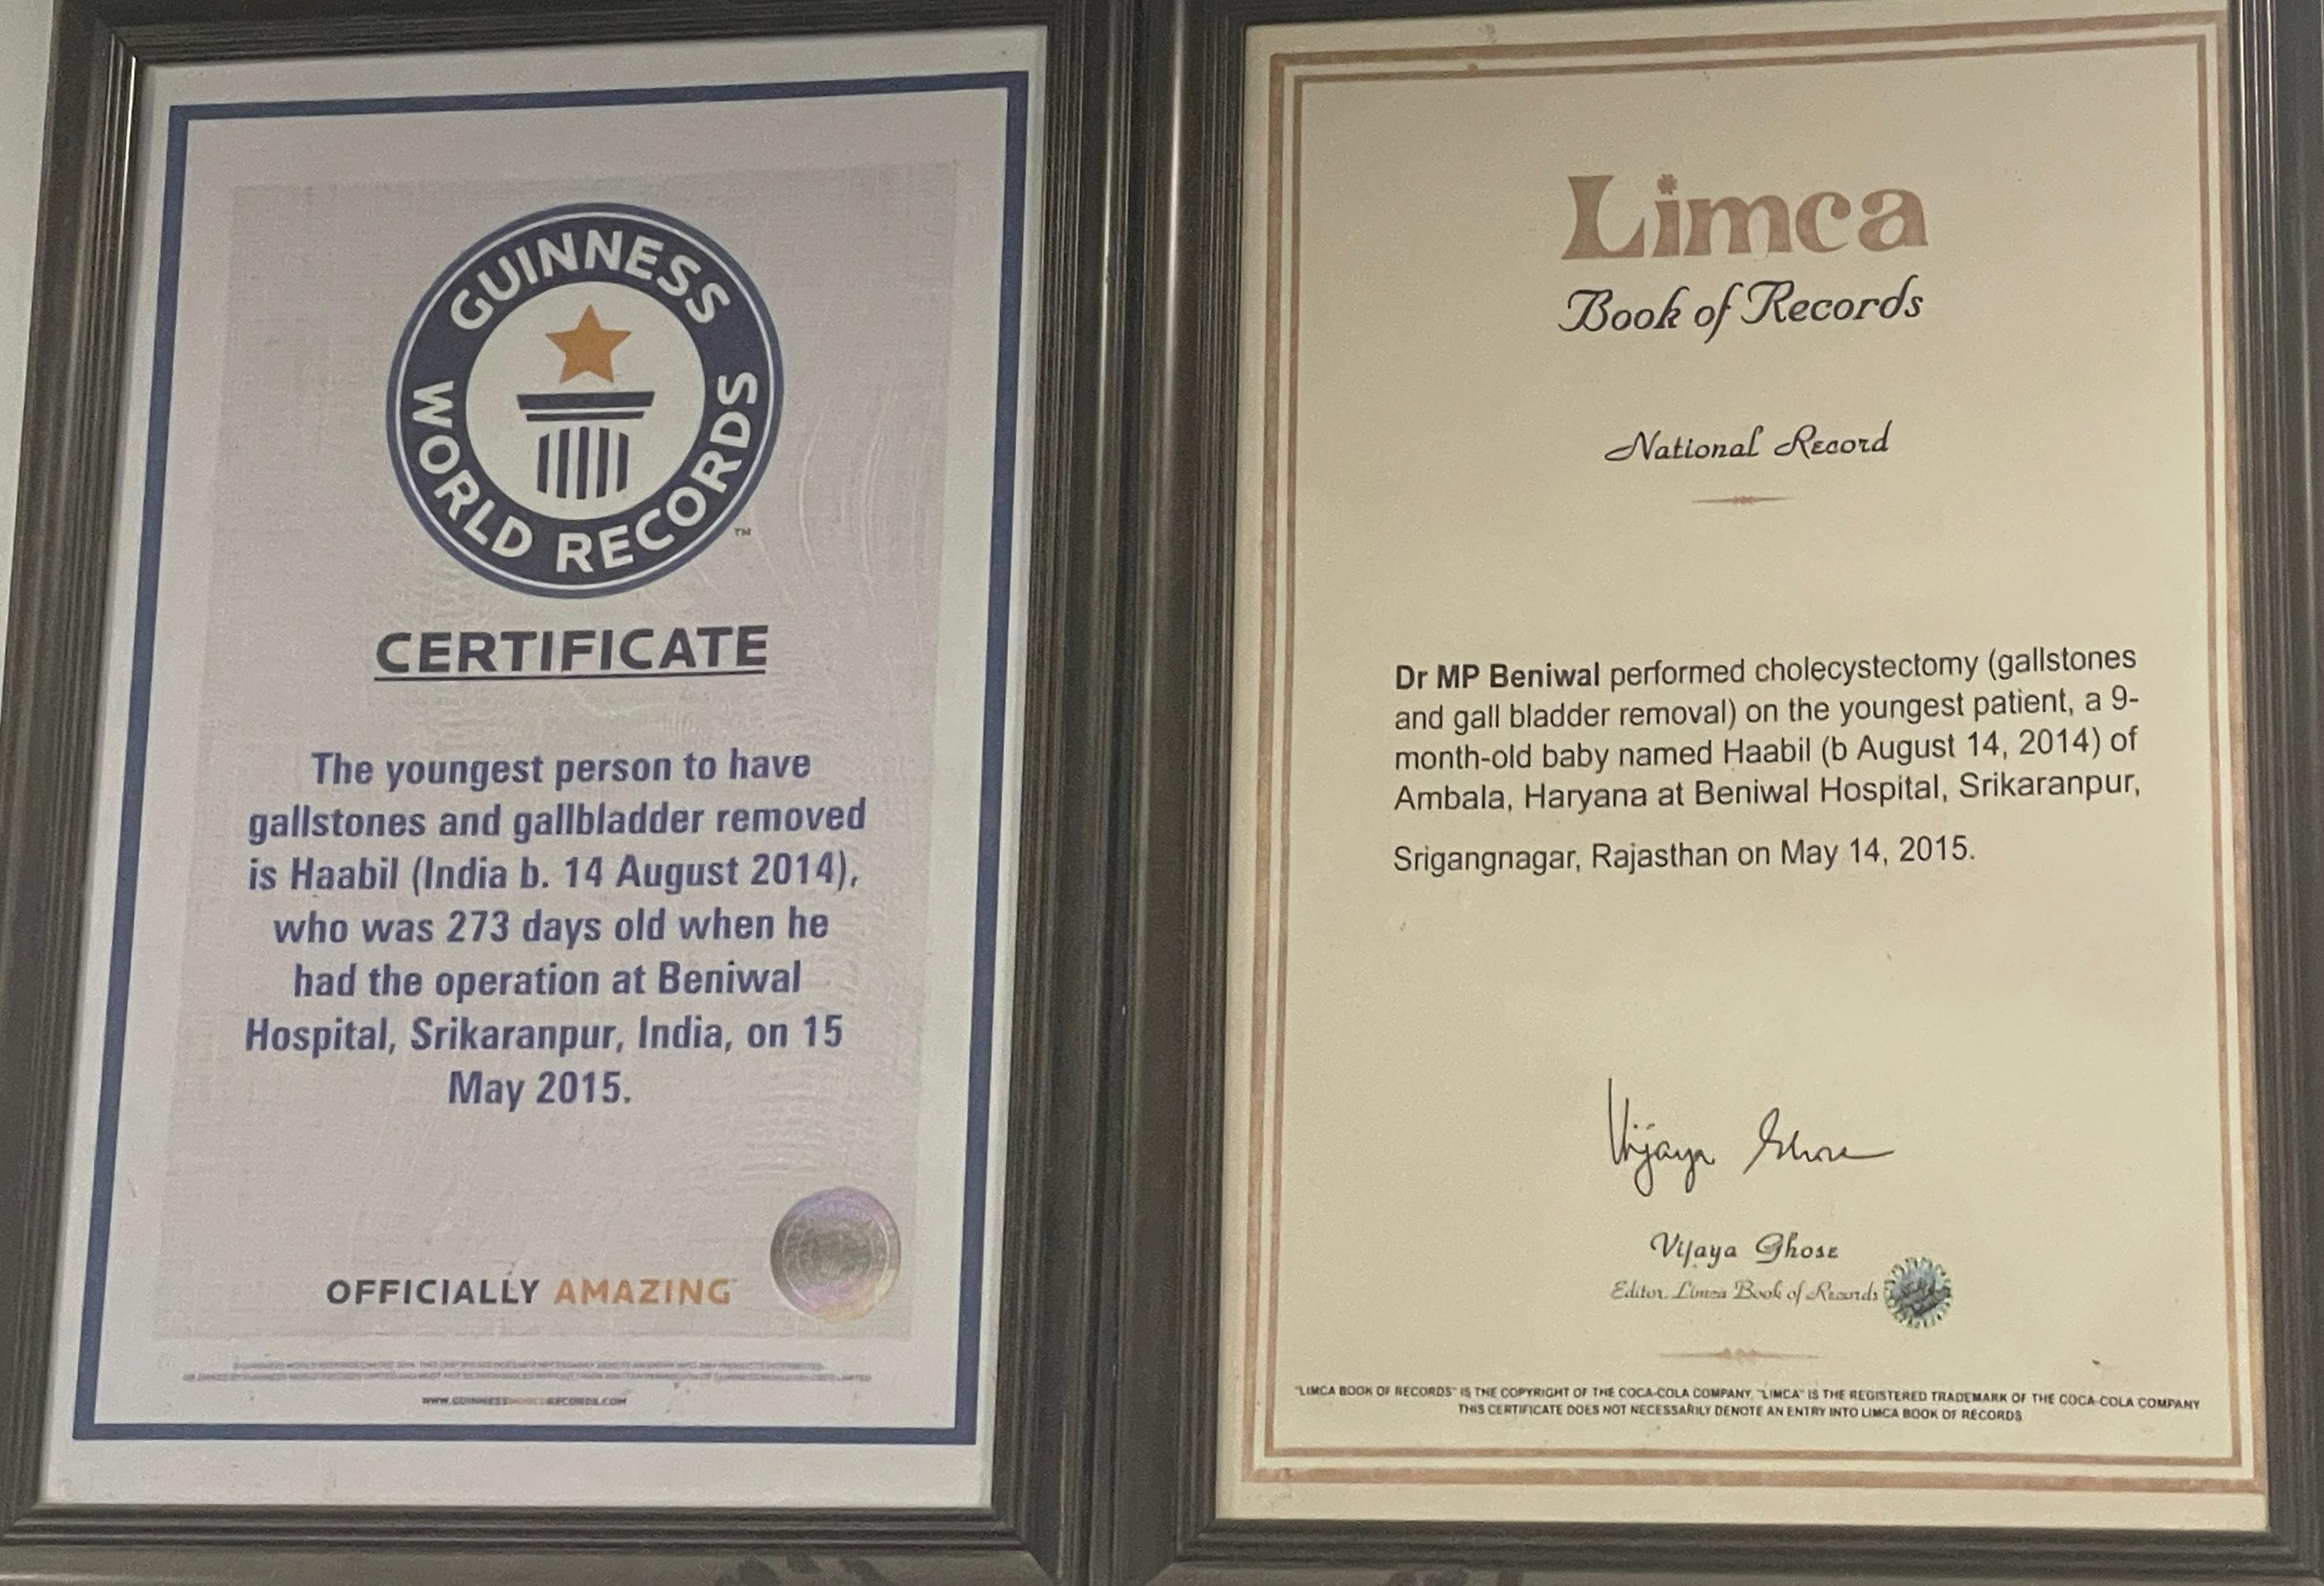 GUINNESS
WORLD RECORDS
TM
CERTIFICATE
The youngest person to have
gallstones and gallbladder removed
is Haabil (India b. 14 August 2014),
who was 273 days old when he
had the operation at Beniwal
Hospital, Srikaranpur, India, on 15
May 2015.
OFFICIALLY AMAZING
WWW.GUINNESSWORLDRECORDS.COM
Limca
Book of Records
National Record
Dr MP Beniwal performed cholecystectomy (gallstones
and gall bladder removal) on the youngest patient, a 9-
month-old baby named Haabil (b August 14, 2014) of
Ambala, Haryana at Beniwal Hospital, Srikaranpur,
Srigangnagar, Rajasthan on May 14, 2015.
Vijaya Ghose
Vijaya Ghose
Editor, Limca Book of Records
"LIMCA BOOK OF RECORDS" IS THE COPYRIGHT OF THE COCA-COLA COMPANY, "LIMCA" IS THE REGISTERED TRADEMARK OF THE COCA-COLA COMPANY
THIS CERTIFICATE DOES NOT NECESSARILY DENOTE AN ENTRY INTO LIMCA BOOK OF RECORDS